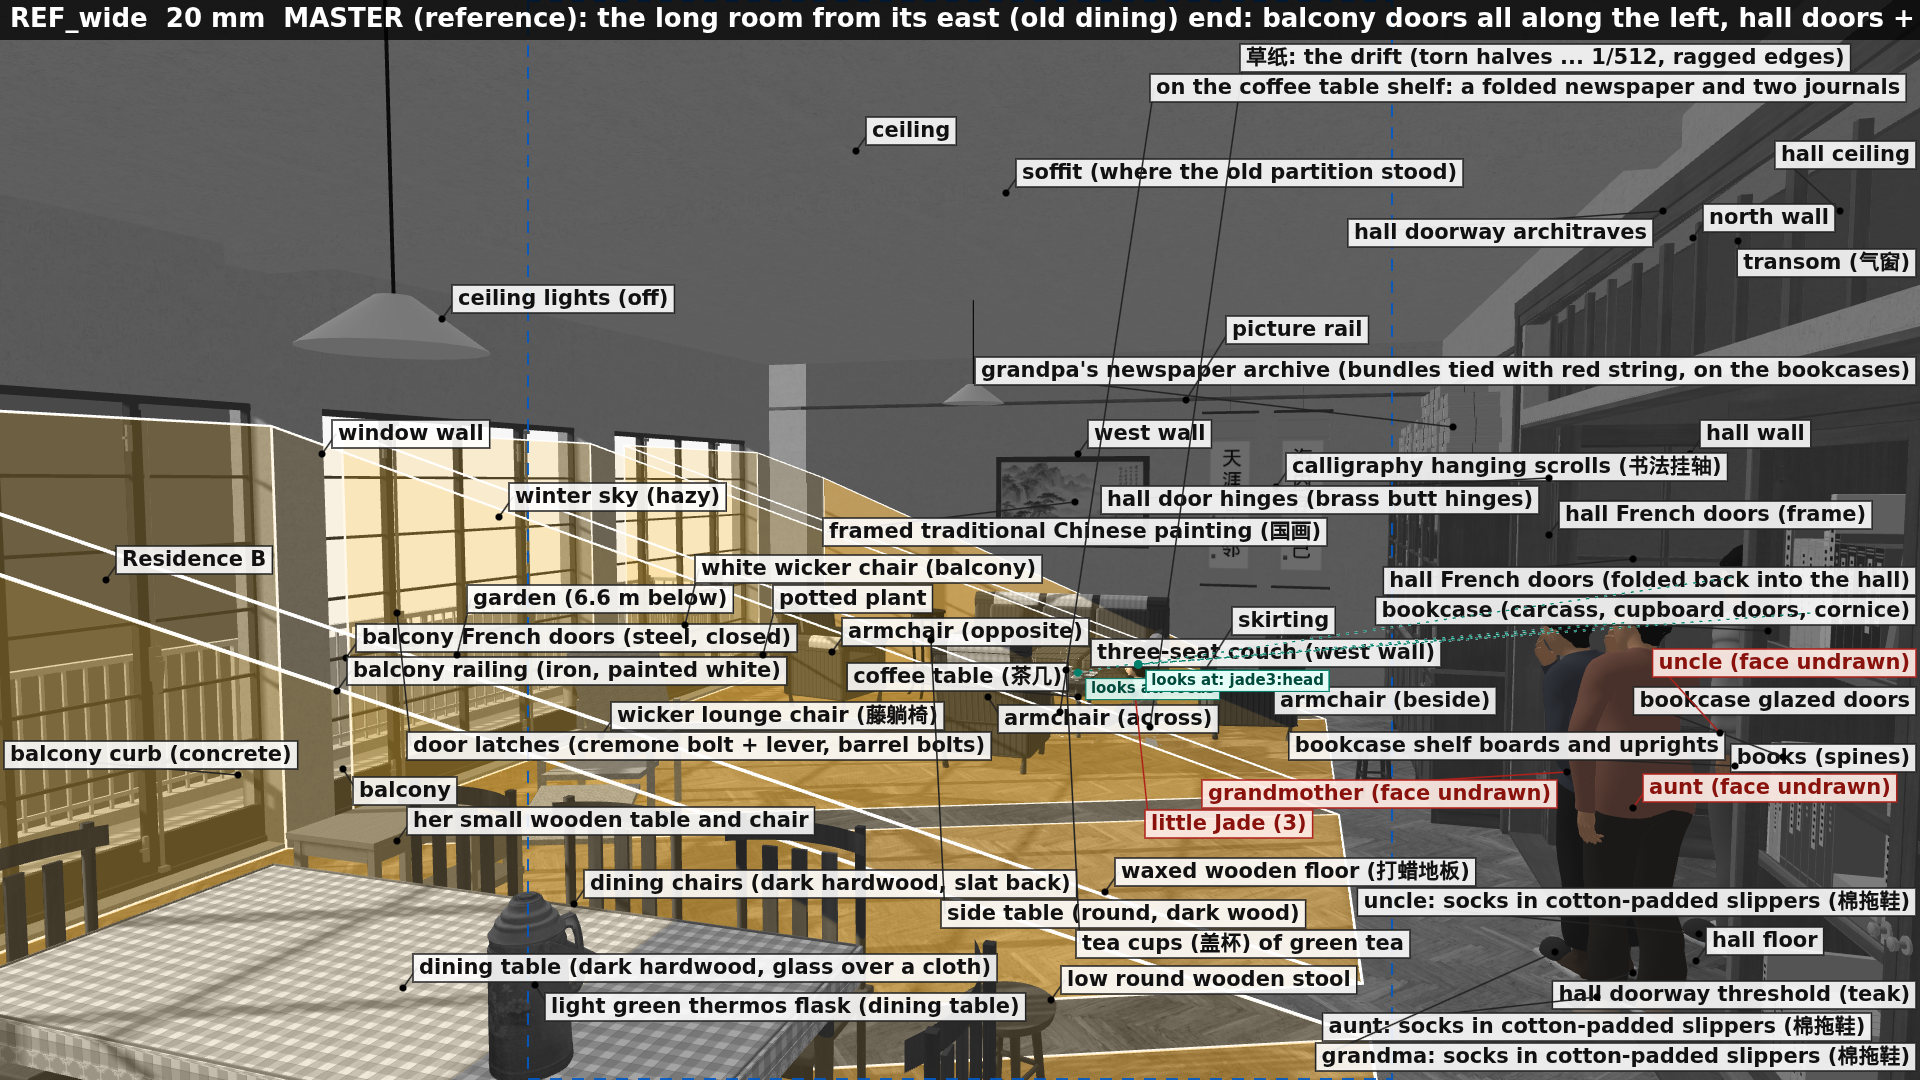 REF_wide 20 mm MASTER (reference): the long room from its east (old dining) end: balcony doors all along the left, hall doors +
草纸: the drift (torn halves ... 1/512, ragged edges)
on the coffee table shelf: a folded newspaper and two journals
ceiling
hall ceiling
soffit (where the old partition stood)
north wall
hall doorway architraves
transom (气窗)
ceiling lights (off)
picture rail
grandpa's newspaper archive (bundles tied with red string, on the bookcases)
window wall
west wall
hall wall
天涯
calligraphy hanging scrolls (书法挂轴)
winter sky (hazy)
hall door hinges (brass butt hinges)
hall French doors (frame)
framed traditional Chinese painting (国画)
Residence B
white wicker chair (balcony)
hall French doors (folded back into the hall)
garden (6.6 m below)
potted plant
bookcase (carcass, cupboard doors, cornice)
skirting
armchair (opposite)
balcony French doors (steel, closed)
three-seat couch (west wall)
uncle (face undrawn)
balcony railing (iron, painted white)
coffee table (茶几)
looks at: jade3:head
looks at
armchair (beside)
bookcase glazed doors
wicker lounge chair (藤躺椅)
armchair (across)
door latches (cremone bolt + lever, barrel bolts)
bookcase shelf boards and uprights
balcony curb (concrete)
books (spines)
balcony
grandmother (face undrawn)
aunt (face undrawn)
her small wooden table and chair
little Jade (3)
waxed wooden floor (打蜡地板)
dining chairs (dark hardwood, slat back)
uncle: socks in cotton-padded slippers (棉拖鞋)
side table (round, dark wood)
tea cups (盖杯) of green tea
hall floor
dining table (dark hardwood, glass over a cloth)
low round wooden stool
hall doorway threshold (teak)
light green thermos flask (dining table)
aunt: socks in cotton-padded slippers (棉拖鞋)
grandma: socks in cotton-padded slippers (棉拖鞋)